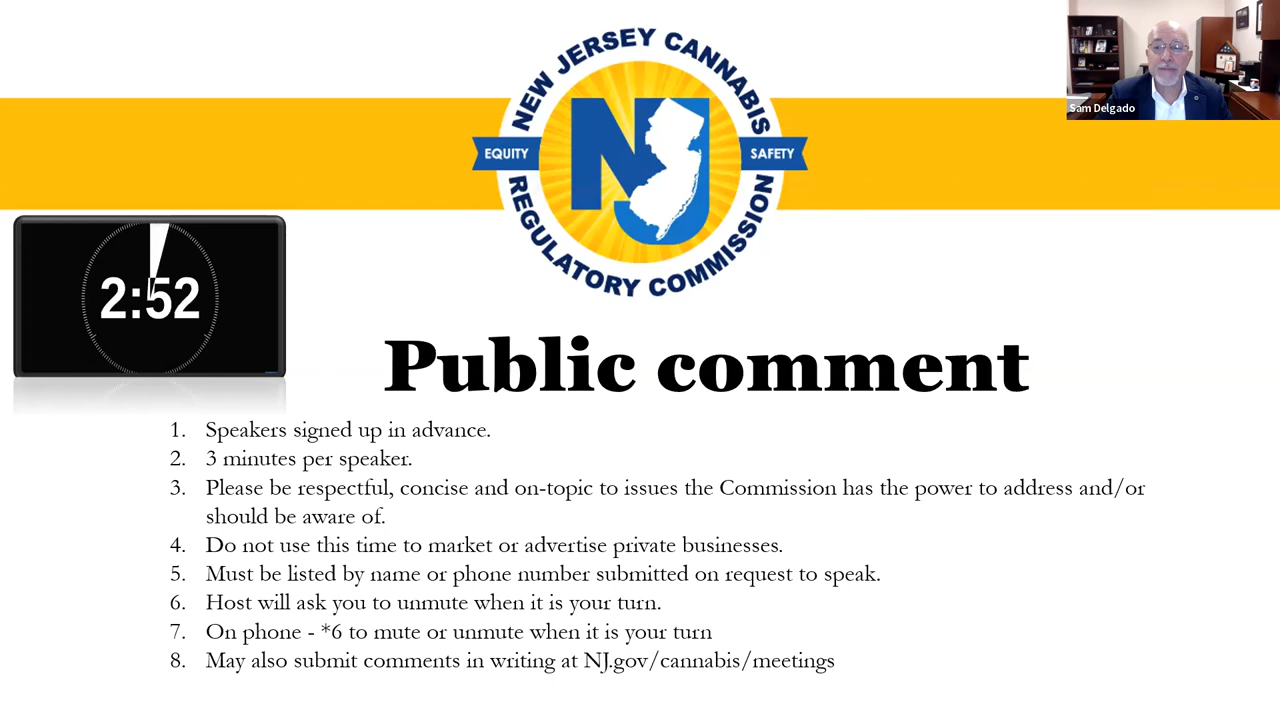 NEW JERSEY CANNABIS
EQUITY
NJ
SAFETY
REGULATORY COMMISSION
Sam Delgado
2:52
Public comment
1. Speakers signed up in advance.
2. 3 minutes per speaker.
3. Please be respectful, concise and on-topic to issues the Commission has the power to address and/or
should be aware of.
4. Do not use this time to market or advertise private businesses.
5. Must be listed by name or phone number submitted on request to speak.
6. Host will ask you to unmute when it is your turn.
7. On phone - *6 to mute or unmute when it is your turn
8. May also submit comments in writing at NJ.gov/cannabis/meetings